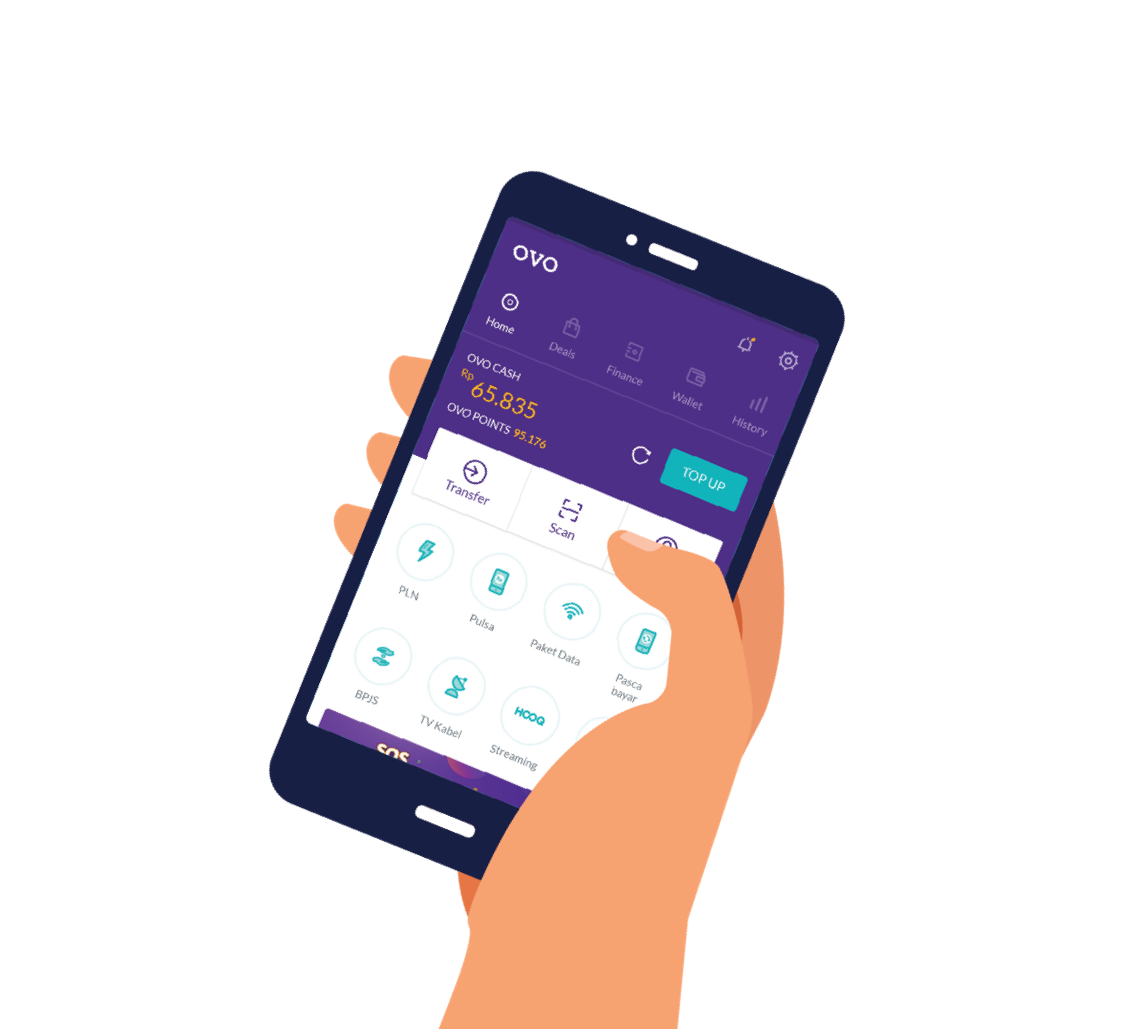 OVO
Home
Deals
Finance
Wallet
History
OVO CASH
Rp 65.835
OVO POINTS 95.176
TOP UP
Transfer
Scan
PLN
Pulsa
Paket Data
Pasca
bayar
BPJS
TV Kabel
HOOQ
Streaming
SOS